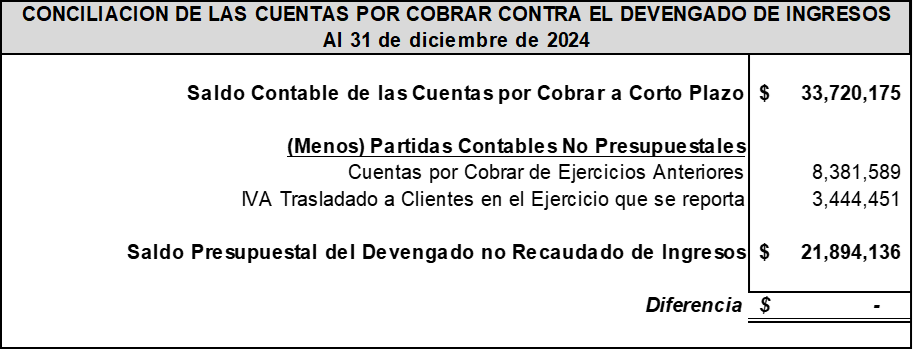 CONCILIACION DE LAS CUENTAS POR COBRAR CONTRA EL DEVENGADO DE INGRESOS
Al 31 de diciembre de 2024
Saldo Contable de las Cuentas por Cobrar a Corto Plazo $ 33,720,175
(Menos) Partidas Contables No Presupuestales
Cuentas por Cobrar de Ejercicios Anteriores 8,381,589
IVA Trasladado a Clientes en el Ejercicio que se reporta 3,444,451
Saldo Presupuestal del Devengado no Recaudado de Ingresos $ 21,894,136
Diferencia $ -